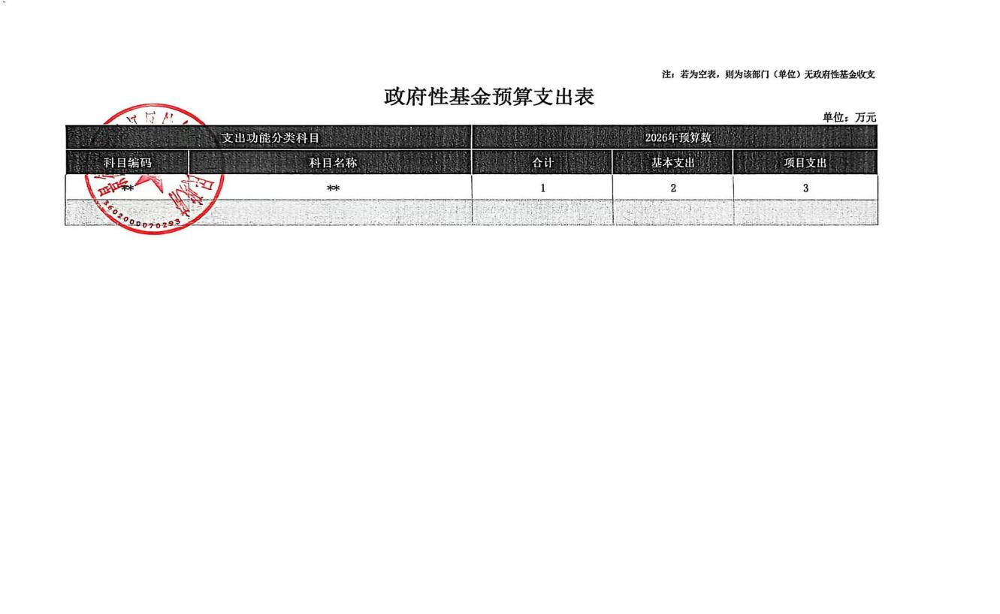 注：若为空表，则为该部门（单位）无政府性基金收支
政府性基金预算支出表
单位：万元
支出功能分类科目 2026年预算数
科目编码 科目名称 合计 基本支出 项目支出
** ** 1 2 3
3602000070293